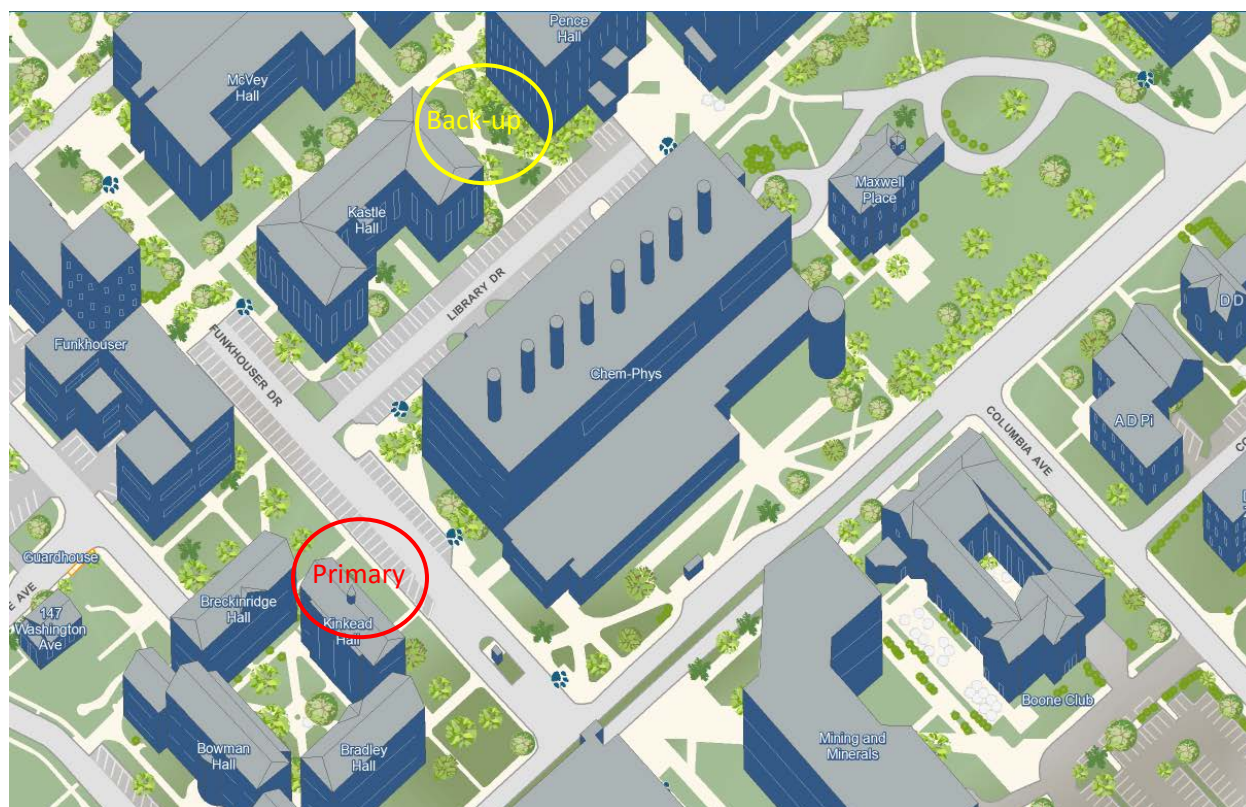 Pence
Hall
McVey
Hall
Back-up
Maxwell
Place
Kastle
Hall
LIBRARY DR
D D
Funkhouser
FUNKHOUSER DR
Chem-Phys
COLUMBIA AVE
A D Pi
Guardhouse
Primary
E AVE
147
Washington
Ave
Breckinridge
Hall
Kinkead
Hall
Boone Club
Bowman
Hall
Bradley
Hall
Mining and
Minerals